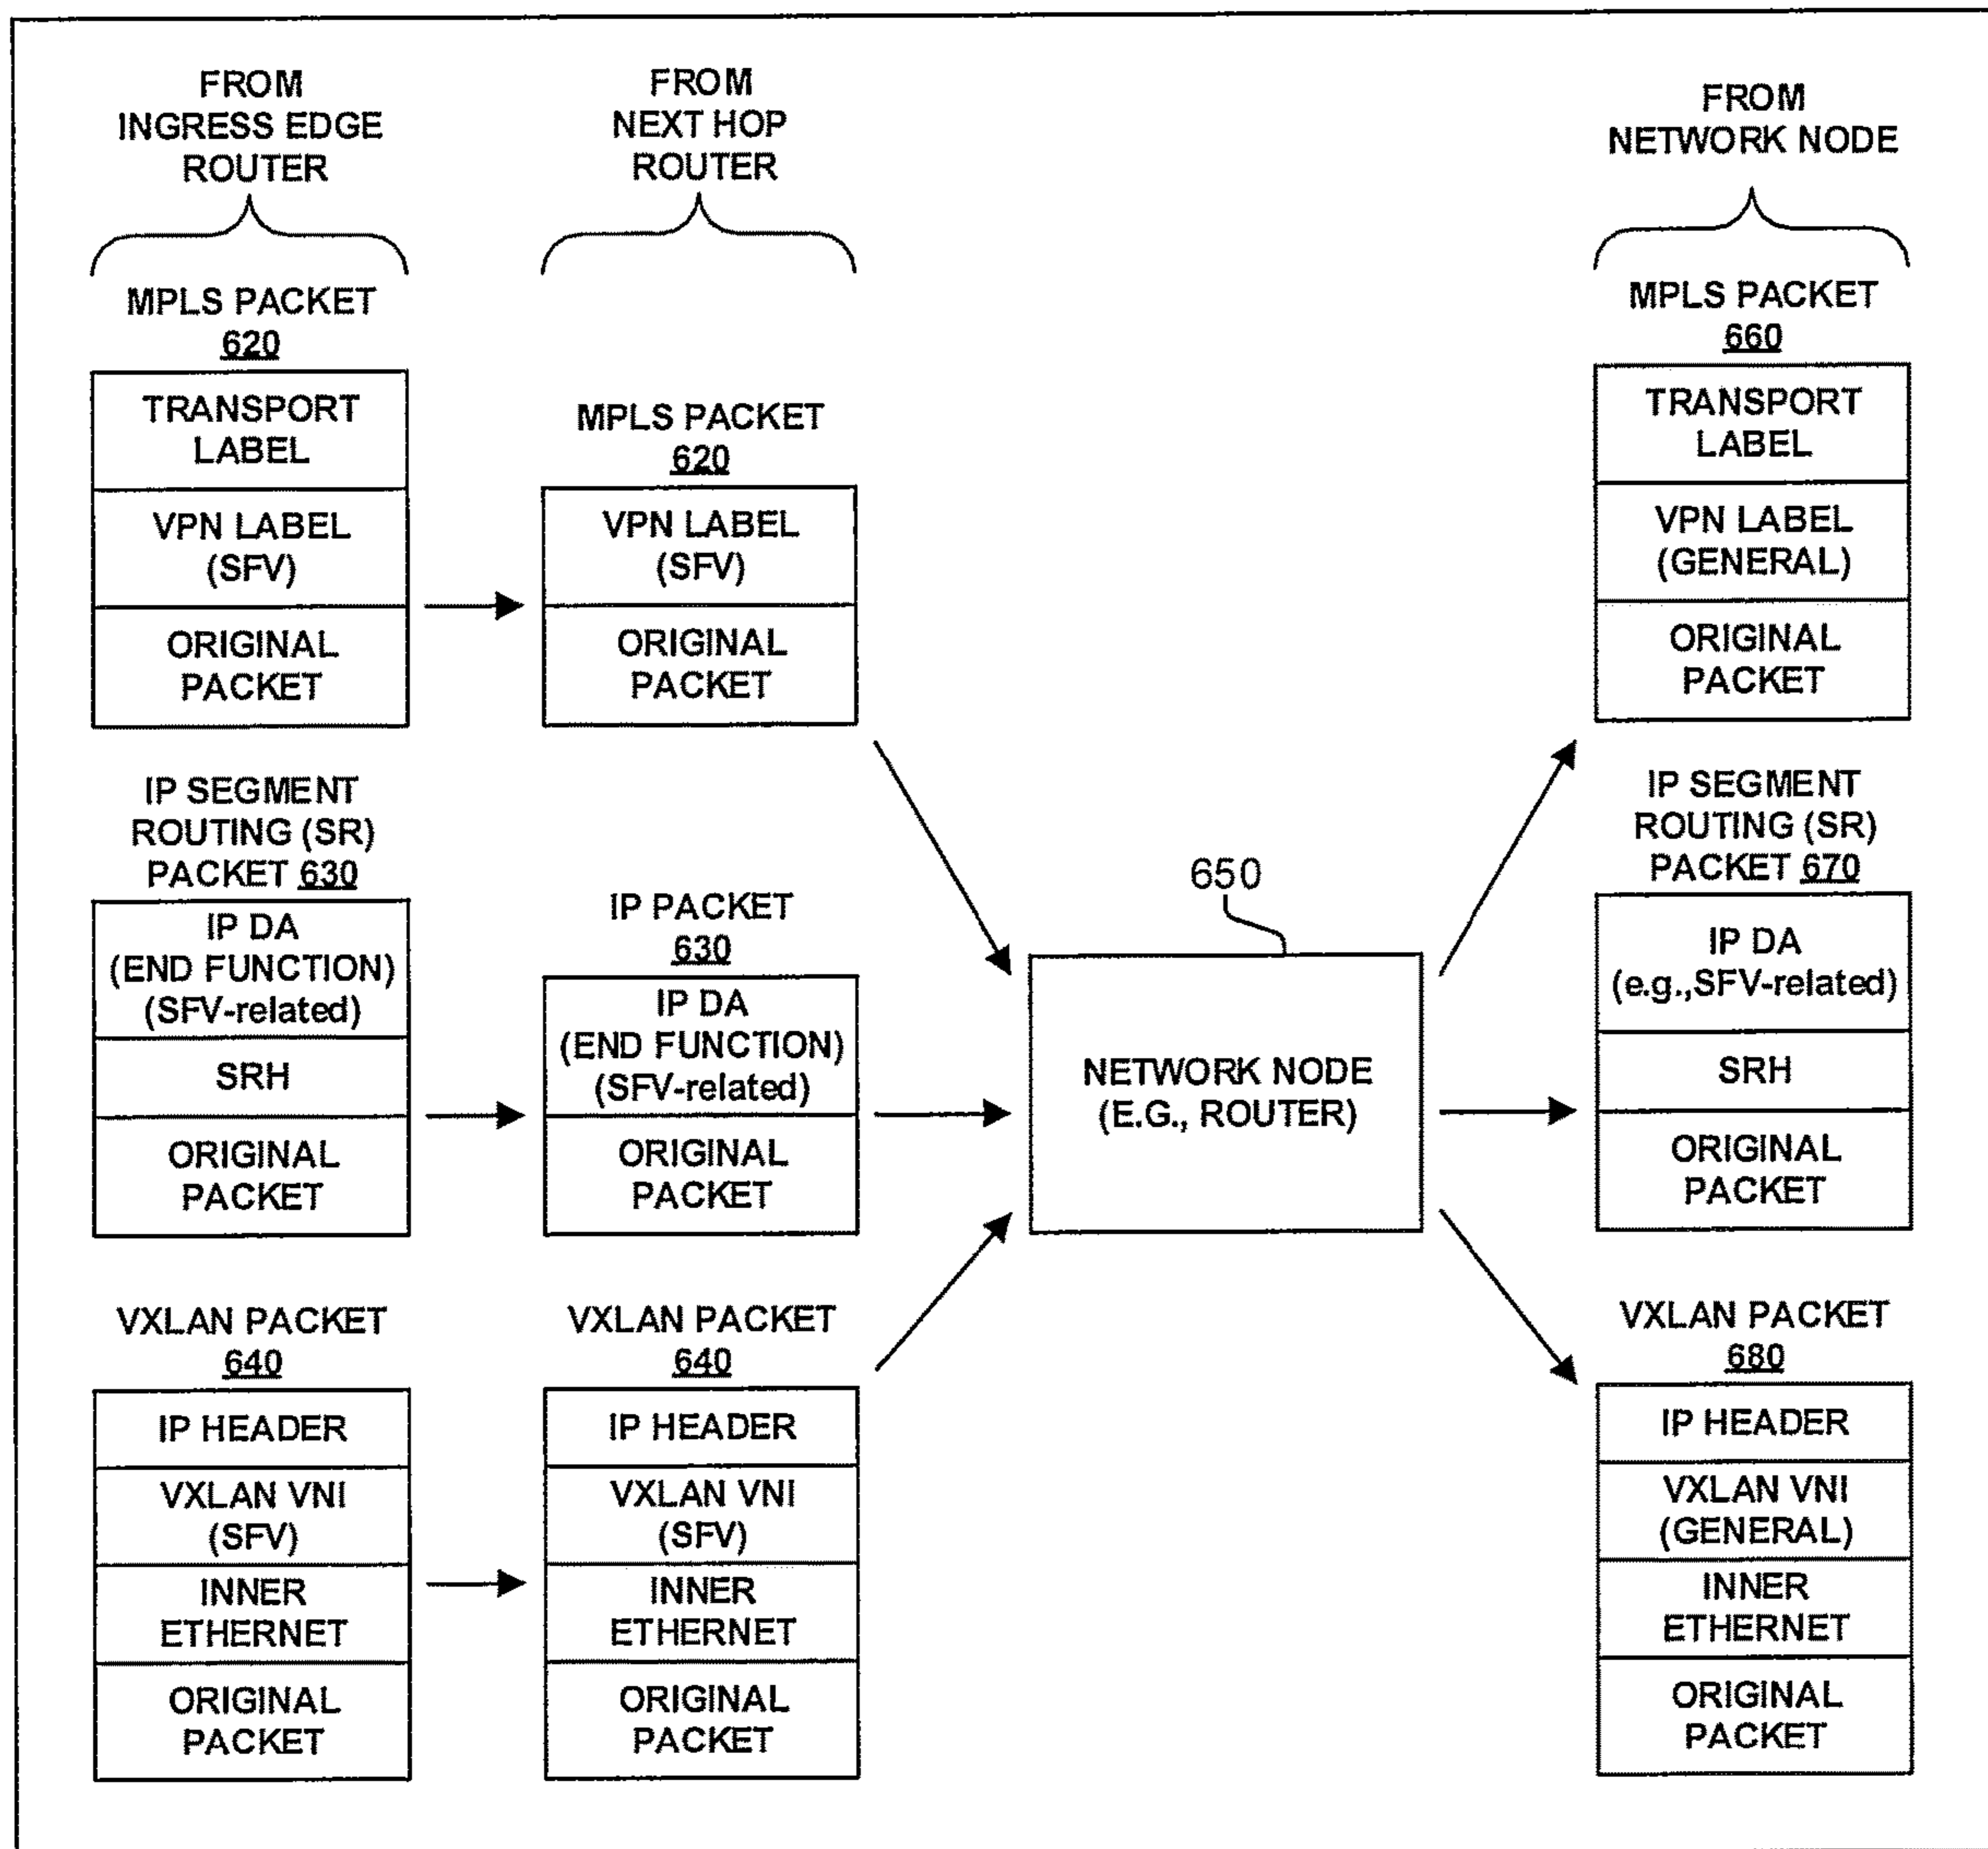 FROM
INGRESS EDGE
ROUTER
FROM
NEXT HOP
ROUTER
FROM
NETWORK NODE
MPLS PACKET
620
TRANSPORT
LABEL
VPN LABEL
(SFV)
ORIGINAL
PACKET
MPLS PACKET
620
VPN LABEL
(SFV)
ORIGINAL
PACKET
MPLS PACKET
660
TRANSPORT
LABEL
VPN LABEL
(GENERAL)
ORIGINAL
PACKET
IP SEGMENT
ROUTING (SR)
PACKET 630
IP DA
(END FUNCTION)
(SFV-related)
SRH
ORIGINAL
PACKET
IP PACKET
630
IP DA
(END FUNCTION)
(SFV-related)
ORIGINAL
PACKET
650
NETWORK NODE
(E.G., ROUTER)
IP SEGMENT
ROUTING (SR)
PACKET 670
IP DA
(e.g.,SFV-related)
SRH
ORIGINAL
PACKET
VXLAN PACKET
640
IP HEADER
VXLAN VNI
(SFV)
INNER
ETHERNET
ORIGINAL
PACKET
VXLAN PACKET
640
IP HEADER
VXLAN VNI
(SFV)
INNER
ETHERNET
ORIGINAL
PACKET
VXLAN PACKET
680
IP HEADER
VXLAN VNI
(GENERAL)
INNER
ETHERNET
ORIGINAL
PACKET